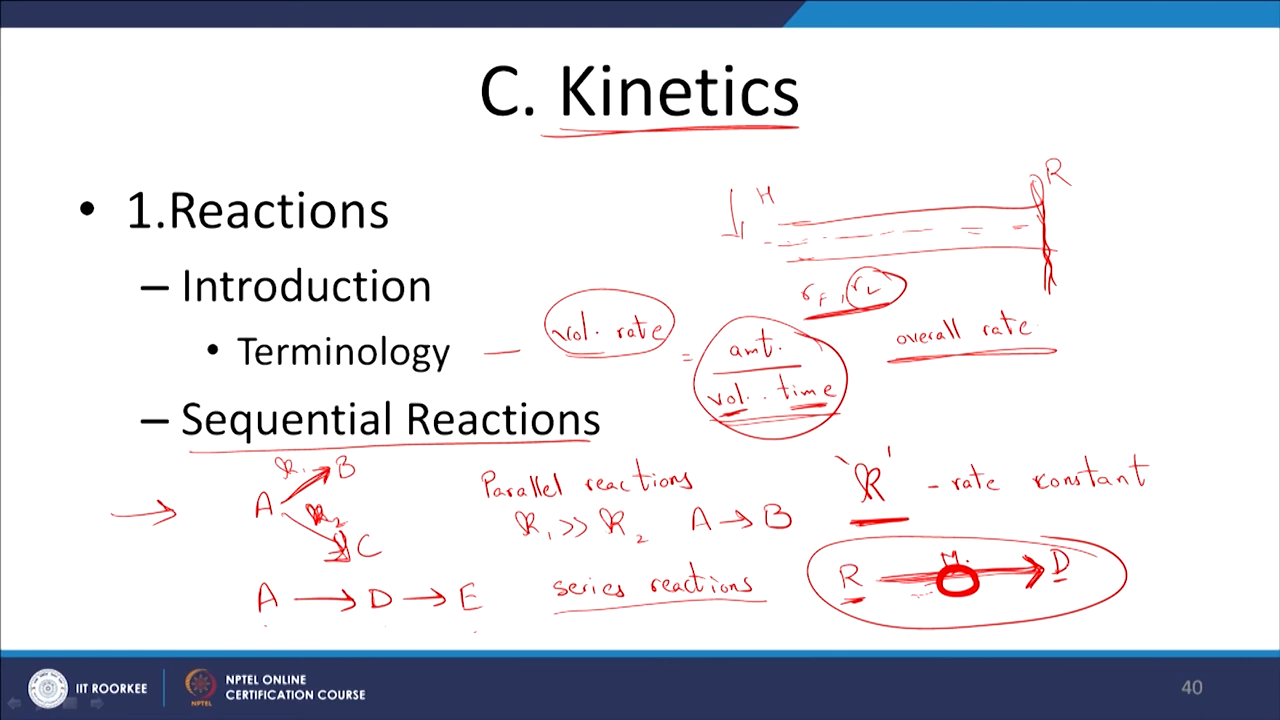 C. Kinetics
• 1.Reactions
R
H
– Introduction
r_F, r_L
vol. rate = amt. / vol. time
overall rate
• Terminology –
– Sequential Reactions
A → B
k₁
k₂
C
Parallel reactions
'k' - rate constant
k₁ >> k₂ A → B
A → D → E
series reactions
R → D
M.
IIT ROORKEE
NPTEL ONLINE
CERTIFICATION COURSE
NPTEL
40